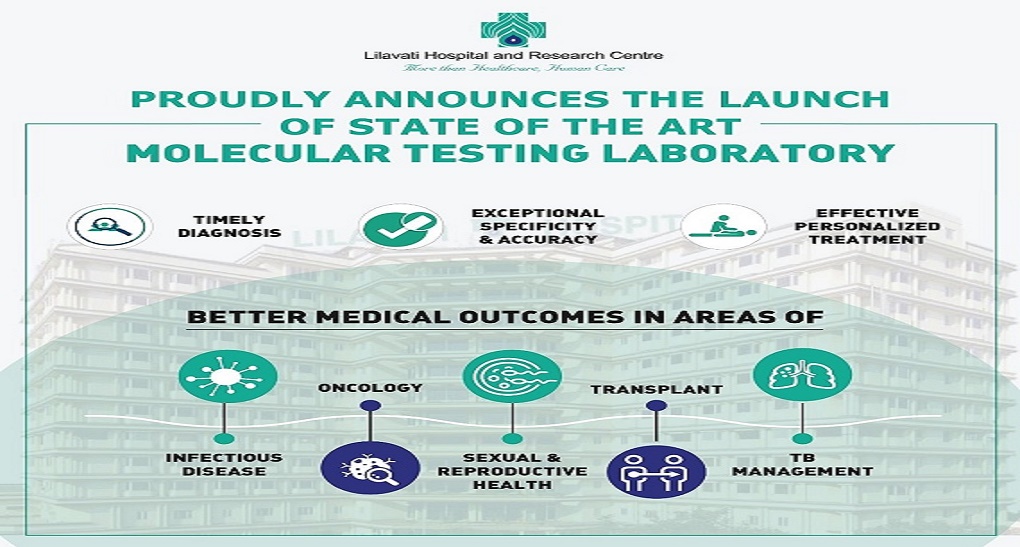 Lilavati Hospital and Research Centre
More than Healthcare, Human Care
PROUDLY ANNOUNCES THE LAUNCH
OF STATE OF THE ART
MOLECULAR TESTING LABORATORY
TIMELY
DIAGNOSIS
EXCEPTIONAL
SPECIFICITY
& ACCURACY
EFFECTIVE
PERSONALIZED
TREATMENT
BETTER MEDICAL OUTCOMES IN AREAS OF
INFECTIOUS
DISEASE
ONCOLOGY
SEXUAL &
REPRODUCTIVE
HEALTH
TRANSPLANT
TB
MANAGEMENT